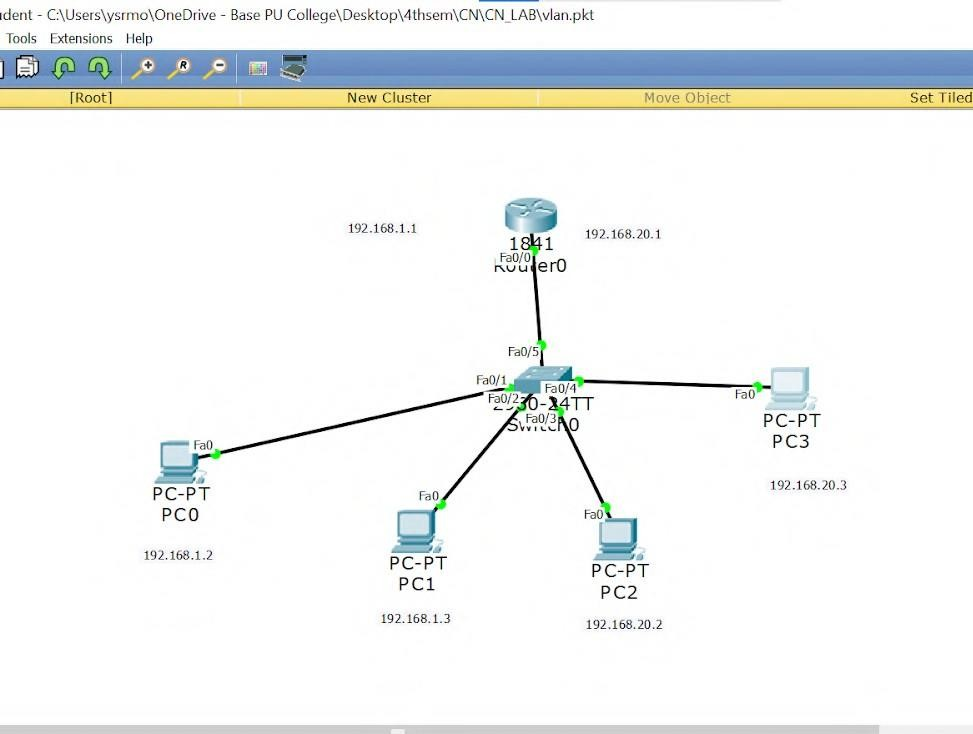 udent - C:\Users\ysrmo\OneDrive - Base PU College\Desktop\4thsem\CN\CN_LAB\vlan.pkt
Tools Extensions Help
R
[Root] New Cluster Move Object Set Tiled
192.168.1.1
192.168.20.1
1841
Fa0/0
Router0
Fa0/5
Fa0/1
Fa0/4
Fa0/2
2950-24TT
Fa0/3
Switch0
Fa0
PC-PT
PC3
192.168.20.3
Fa0
PC-PT
PC0
192.168.1.2
Fa0
PC-PT
PC1
192.168.1.3
Fa0
PC-PT
PC2
192.168.20.2